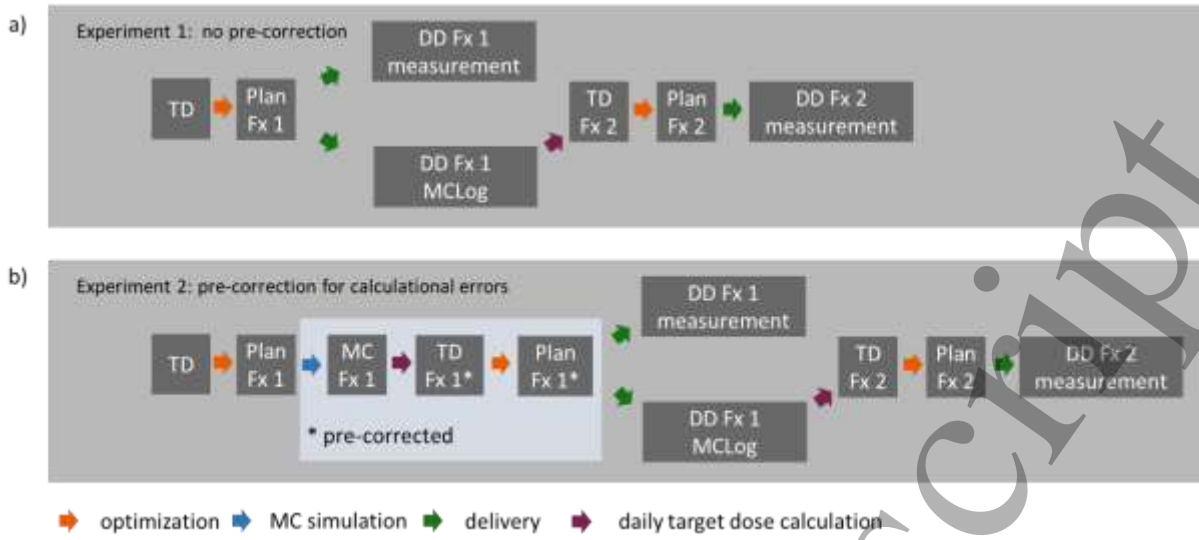 a)
Experiment 1: no pre-correction
DD Fx 1
measurement
TD
Plan
Fx 1
DD Fx 1
MCLog
TD
Fx 2
Plan
Fx 2
DD Fx 2
measurement
b)
Experiment 2: pre-correction for calculational errors
DD Fx 1
measurement
TD
Plan
Fx 1
MC
Fx 1
TD
Fx 1*
Plan
Fx 1*
* pre-corrected
DD Fx 1
MCLog
TD
Fx 2
Plan
Fx 2
DD Fx 2
measurement
optimization MC simulation delivery daily target dose calculation
cript